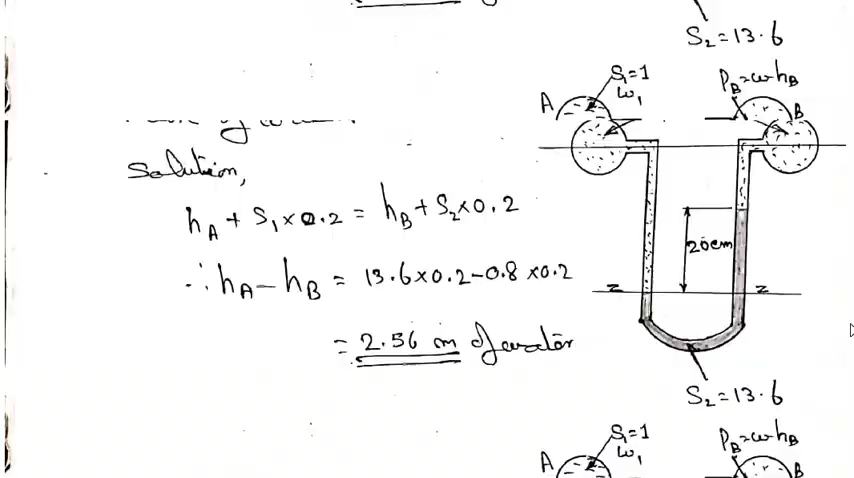 S₂ = 13.6
S₁=1
P_B = ω h_B
A
ω₁
B
Solution,
h_A + S₁ × 0.2 = h_B + S₂ × 0.2
∴ h_A − h_B = 13.6 × 0.2 − 0.8 × 0.2
= 2.56 m of water
20cm
Z
Z
S₂ = 13.6
S₁=1
P_B = ω h_B
A
ω₁
B